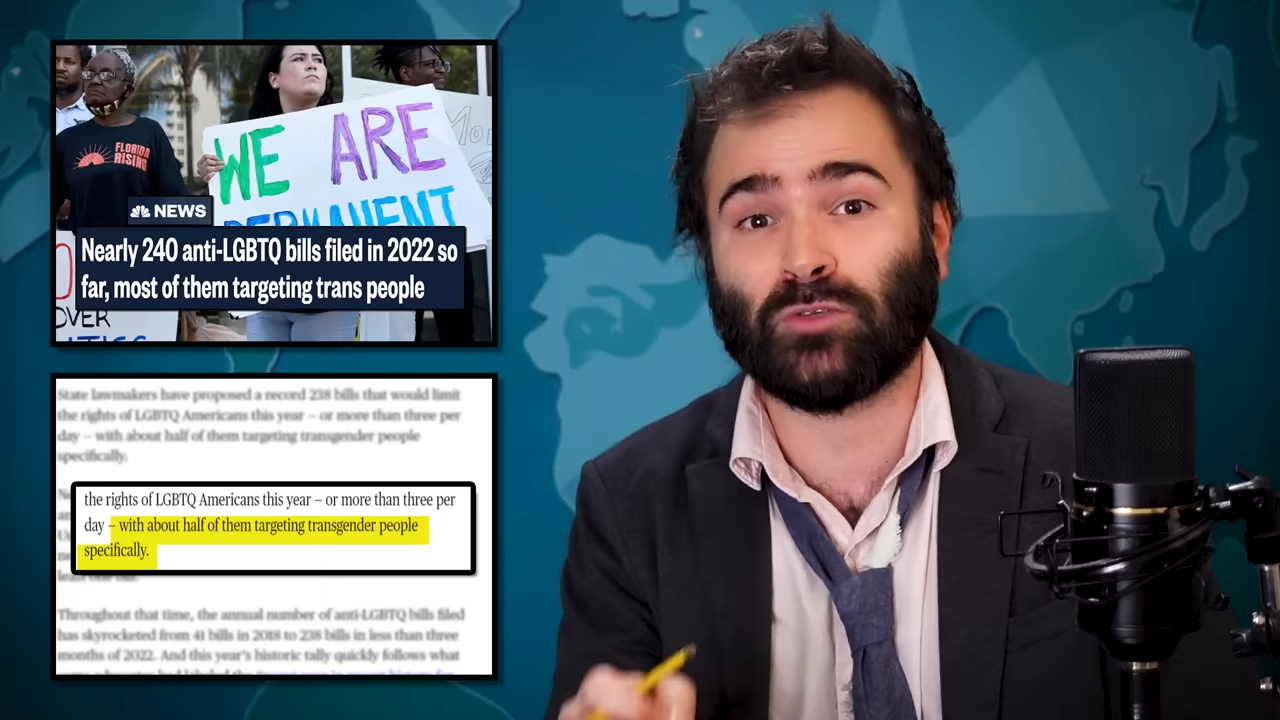 FLORIDA
RISING
WE ARE
PERMANENT
NEWS
Nearly 240 anti-LGBTQ bills filed in 2022 so
far, most of them targeting trans people
OVER
State lawmakers have proposed a record 238 bills that would limit
the rights of LGBTQ Americans this year – or more than three per
day – with about half of them targeting transgender people
specifically.
the rights of LGBTQ Americans this year – or more than three per
day – with about half of them targeting transgender people
specifically.
Throughout that time, the annual number of anti-LGBTQ bills filed
has skyrocketed from 41 bills in 2018 to 238 bills in less than three
months of 2022. And this year's historic tally quickly follows what